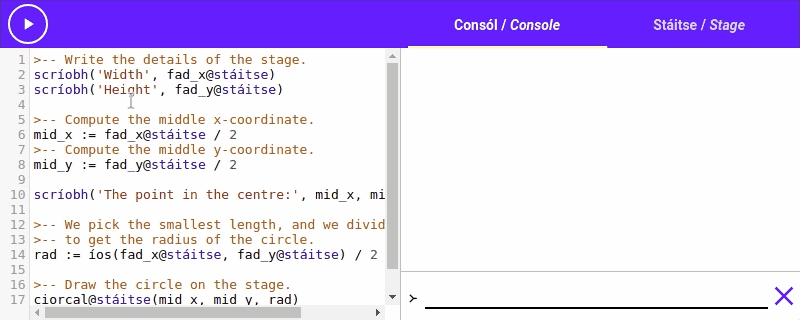 Consól / Console
Stáitse / Stage
1 >-- Write the details of the stage.
2 scríobh('Width', fad_x@stáitse)
3 scríobh('Height', fad_y@stáitse)
4
5 >-- Compute the middle x-coordinate.
6 mid_x := fad_x@stáitse / 2
7 >-- Compute the middle y-coordinate.
8 mid_y := fad_y@stáitse / 2
9
10 scríobh('The point in the centre:', mid_x, mi
11
12 >-- We pick the smallest length, and we divid
13 >-- to get the radius of the circle.
14 rad := íos(fad_x@stáitse, fad_y@stáitse) / 2
15
16 >-- Draw the circle on the stage.
17 ciorcal@stáitse(mid_x, mid_y, rad)